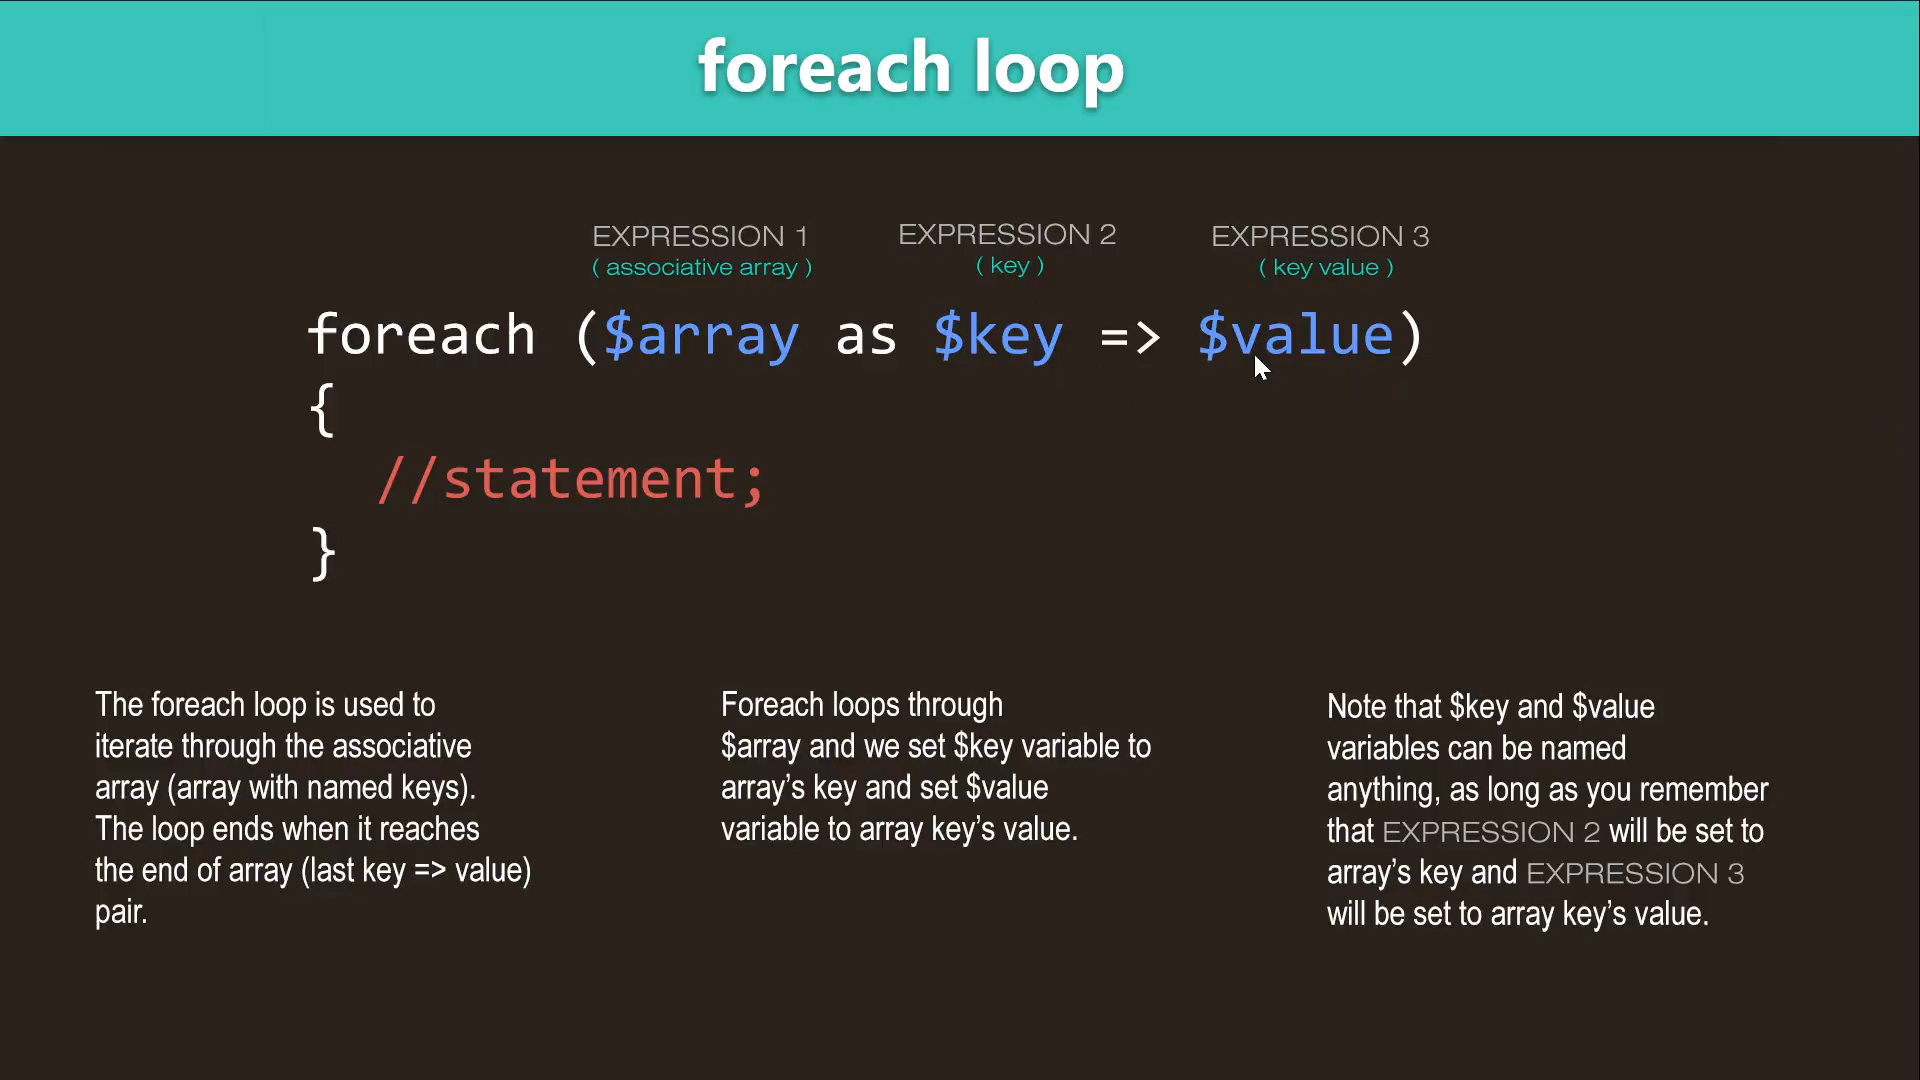 foreach loop
EXPRESSION 1 EXPRESSION 2 EXPRESSION 3
( associative array ) ( key ) ( key value )
foreach ($array as $key => $value)
{
//statement;
}
The foreach loop is used to
iterate through the associative
array (array with named keys).
The loop ends when it reaches
the end of array (last key => value)
pair.
Foreach loops through
$array and we set $key variable to
array’s key and set $value
variable to array key’s value.
Note that $key and $value
variables can be named
anything, as long as you remember
that EXPRESSION 2 will be set to
array’s key and EXPRESSION 3
will be set to array key’s value.